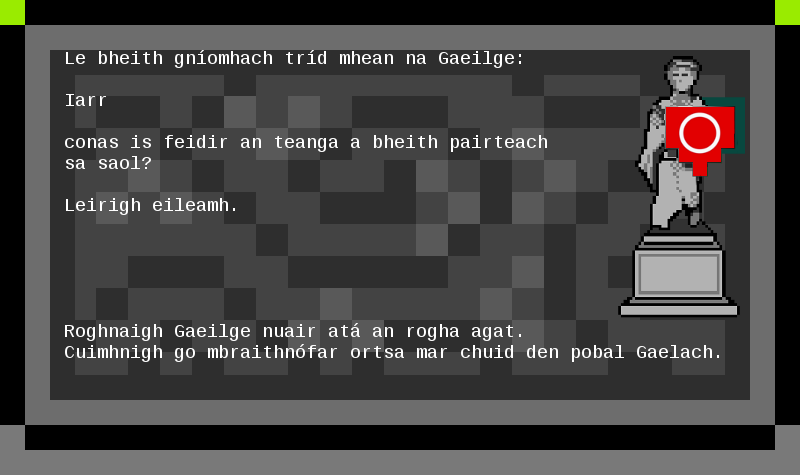 Le bheith gníomhach tríd mhean na Gaeilge:
Iarr
conas is feidir an teanga a bheith pairteach
sa saol?
Leirigh eileamh.
Roghnaigh Gaeilge nuair atá an rogha agat.
Cuimhnigh go mbraithnófar ortsa mar chuid den pobal Gaelach.